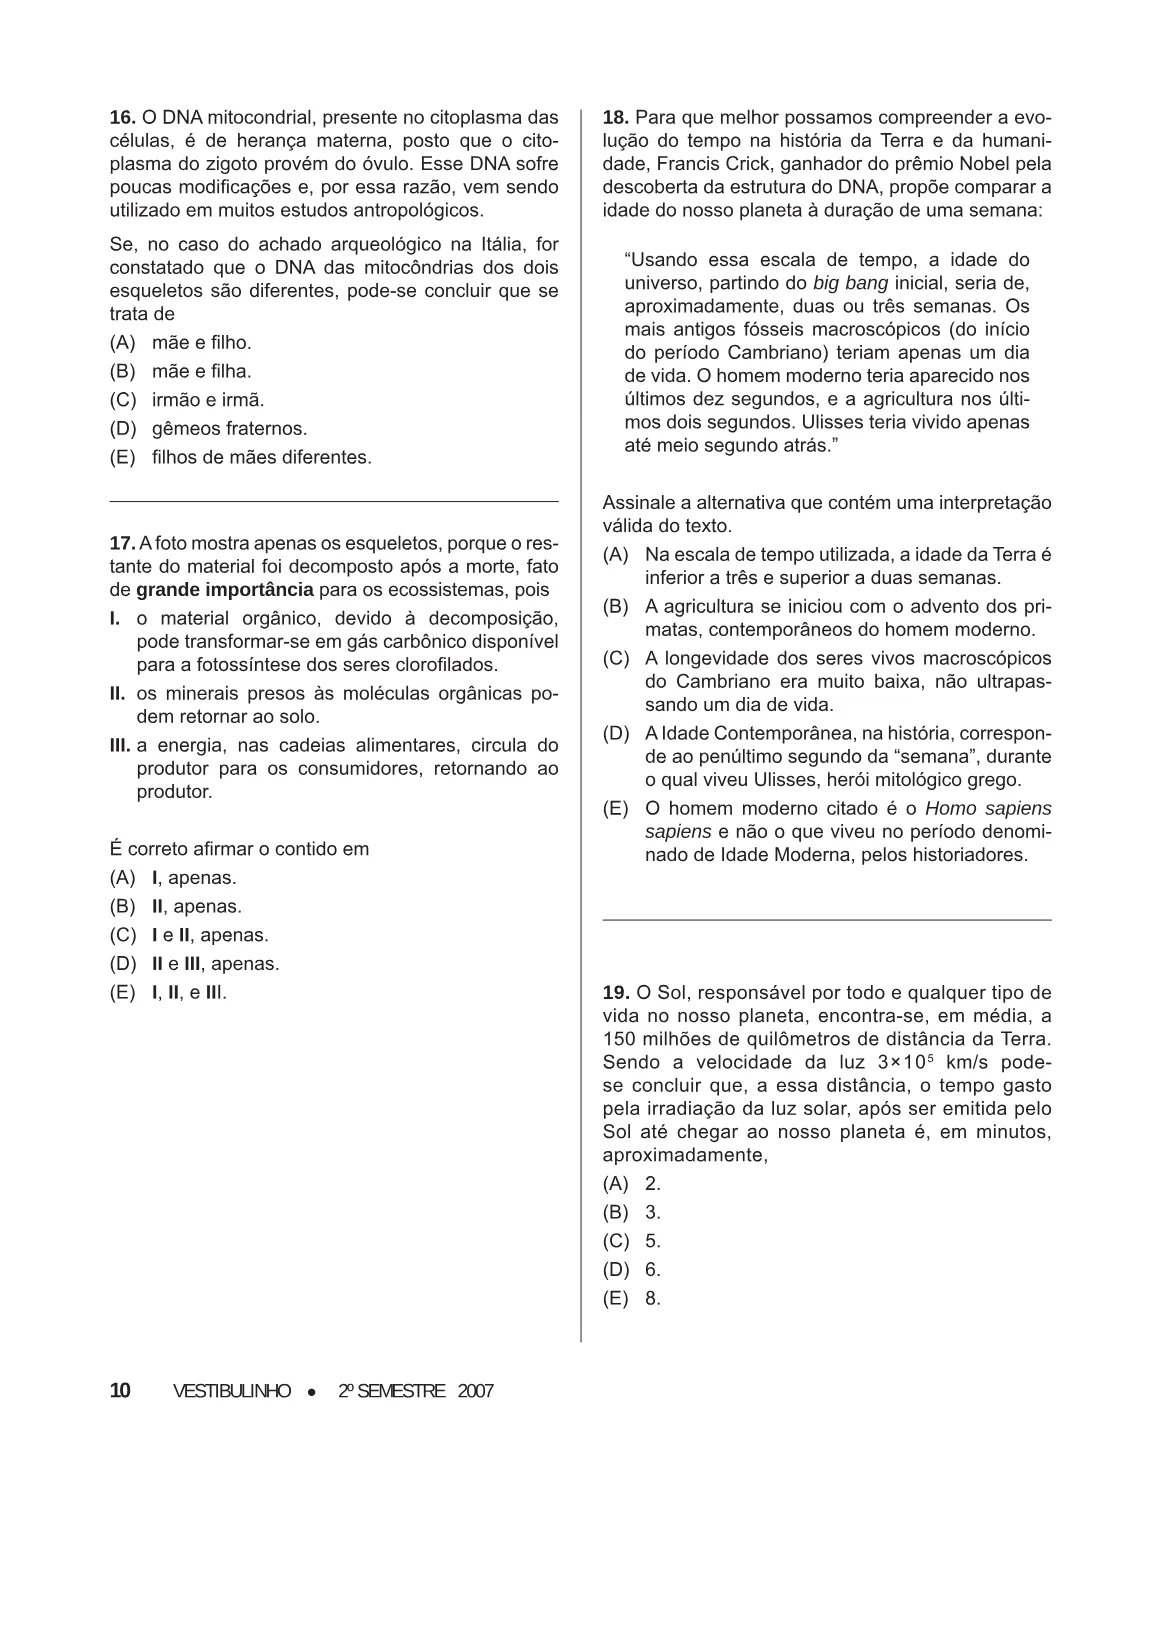 16. O DNA mitocondrial, presente no citoplasma das
células, é de herança materna, posto que o cito-
plasma do zigoto provém do óvulo. Esse DNA sofre
poucas modificações e, por essa razão, vem sendo
utilizado em muitos estudos antropológicos.
Se, no caso do achado arqueológico na Itália, for
constatado que o DNA das mitocôndrias dos dois
esqueletos são diferentes, pode-se concluir que se
trata de
(A) mãe e filho.
(B) mãe e filha.
(C) irmão e irmã.
(D) gêmeos fraternos.
(E) filhos de mães diferentes.
17. A foto mostra apenas os esqueletos, porque o res-
tante do material foi decomposto após a morte, fato
de grande importância para os ecossistemas, pois
I. o material orgânico, devido à decomposição,
pode transformar-se em gás carbônico disponível
para a fotossíntese dos seres clorofilados.
II. os minerais presos às moléculas orgânicas po-
dem retornar ao solo.
III. a energia, nas cadeias alimentares, circula do
produtor para os consumidores, retornando ao
produtor.
É correto afirmar o contido em
(A) I, apenas.
(B) II, apenas.
(C) I e II, apenas.
(D) II e III, apenas.
(E) I, II, e III.
18. Para que melhor possamos compreender a evo-
lução do tempo na história da Terra e da humani-
dade, Francis Crick, ganhador do prêmio Nobel pela
descoberta da estrutura do DNA, propõe comparar a
idade do nosso planeta à duração de uma semana:
“Usando essa escala de tempo, a idade do
universo, partindo do big bang inicial, seria de,
aproximadamente, duas ou três semanas. Os
mais antigos fósseis macroscópicos (do início
do período Cambriano) teriam apenas um dia
de vida. O homem moderno teria aparecido nos
últimos dez segundos, e a agricultura nos últi-
mos dois segundos. Ulisses teria vivido apenas
até meio segundo atrás.”
Assinale a alternativa que contém uma interpretação
válida do texto.
(A) Na escala de tempo utilizada, a idade da Terra é
inferior a três e superior a duas semanas.
(B) A agricultura se iniciou com o advento dos pri-
matas, contemporâneos do homem moderno.
(C) A longevidade dos seres vivos macroscópicos
do Cambriano era muito baixa, não ultrapas-
sando um dia de vida.
(D) A Idade Contemporânea, na história, correspon-
de ao penúltimo segundo da “semana”, durante
o qual viveu Ulisses, herói mitológico grego.
(E) O homem moderno citado é o Homo sapiens
sapiens e não o que viveu no período denomi-
nado de Idade Moderna, pelos historiadores.
19. O Sol, responsável por todo e qualquer tipo de
vida no nosso planeta, encontra-se, em média, a
150 milhões de quilômetros de distância da Terra.
Sendo a velocidade da luz 3×10⁵ km/s pode-
se concluir que, a essa distância, o tempo gasto
pela irradiação da luz solar, após ser emitida pelo
Sol até chegar ao nosso planeta é, em minutos,
aproximadamente,
(A) 2.
(B) 3.
(C) 5.
(D) 6.
(E) 8.
10 VESTIBULINHO ● 2º SEMESTRE 2007